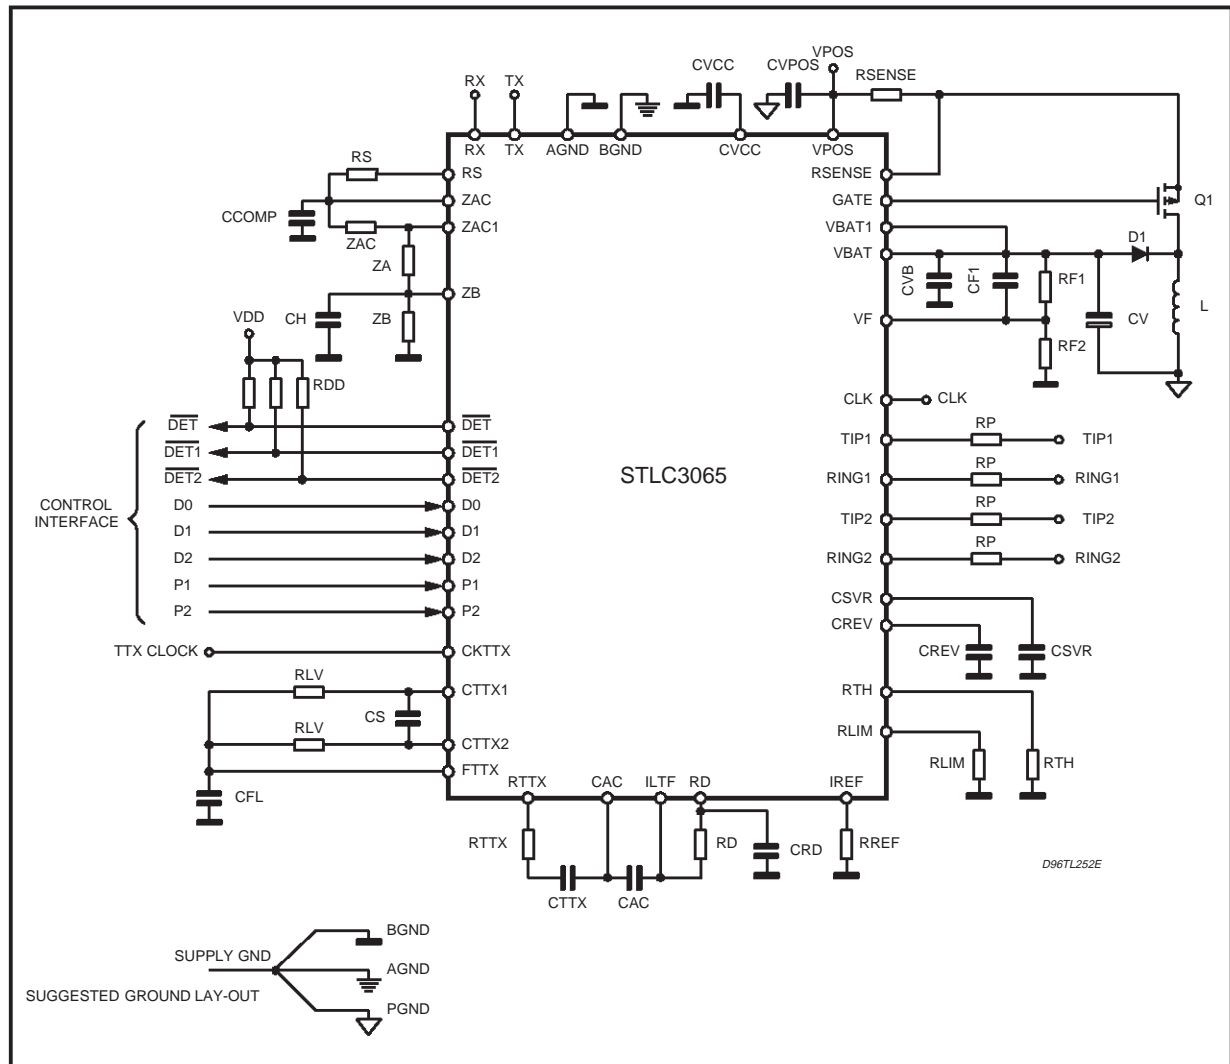 VPOS
RX TX CVCC CVPOS RSENSE
RX TX AGND BGND CVCC VPOS
RS RS RSENSE
ZAC GATE Q1
CCOMP ZAC1 VBAT1
ZAC D1
ZA VBAT
CVB CF1 RF1
ZB L
CH ZB VF CV
VDD RF2
RDD
CLK CLK
DET DET TIP1 RP TIP1
DET1 DET1
DET2 DET2 STLC3065 RING1 RP RING1
CONTROL
INTERFACE
D0 D0 TIP2 RP TIP2
D1 D1
D2 D2 RING2 RP RING2
P1 P1 CSVR
P2 P2 CREV
CREV CSVR
TTX CLOCK CKTTX
RLV CTTX1 RTH
CS
RLV CTTX2 RLIM
RLIM RTH
FTTX
CFL RTTX CAC ILTF RD IREF
RTTX RD CRD RREF
D96TL252E
CTTX CAC
BGND
SUPPLY GND
AGND
SUGGESTED GROUND LAY-OUT
PGND